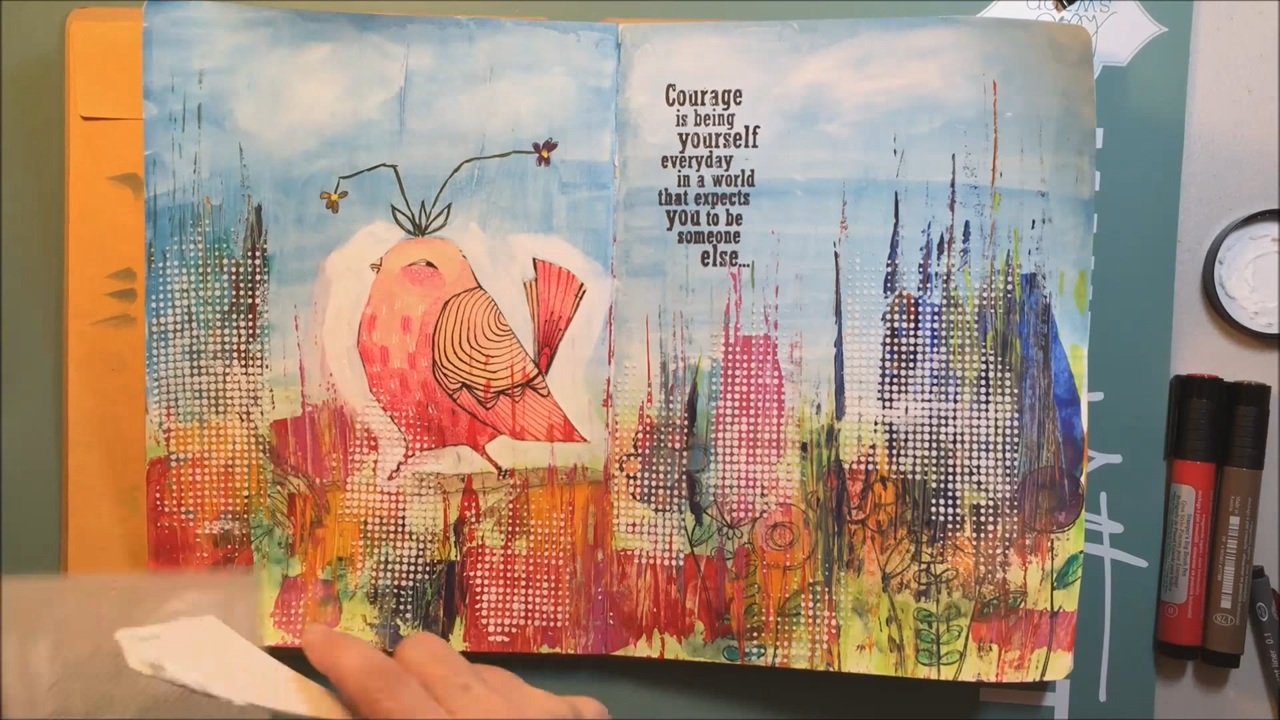 Courage
is being
yourself
everyday
in a world
that expects
you to be
someone
else...